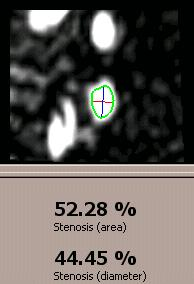 52.28 %
Stenosis (area)
44.45 %
Stenosis (diameter)